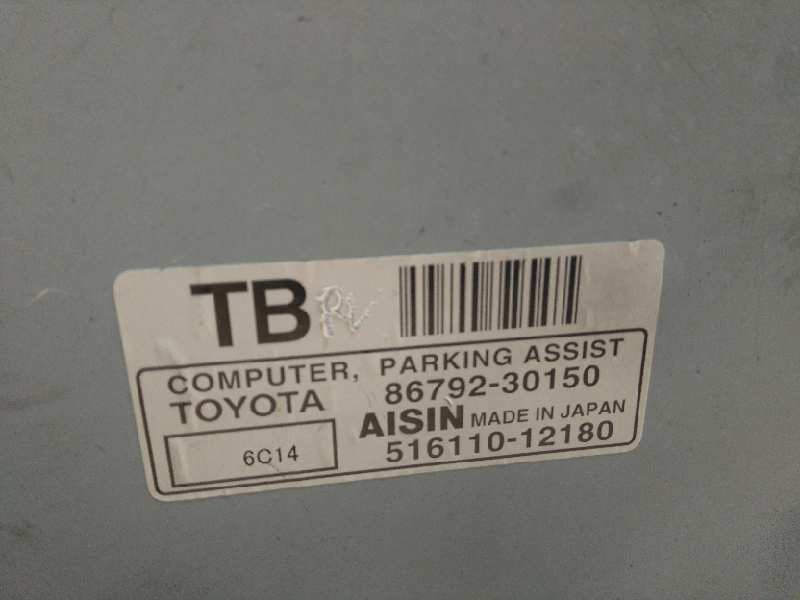 TB
COMPUTER, PARKING ASSIST
TOYOTA 86792-30150
AISIN MADE IN JAPAN
6C14 516110-12180